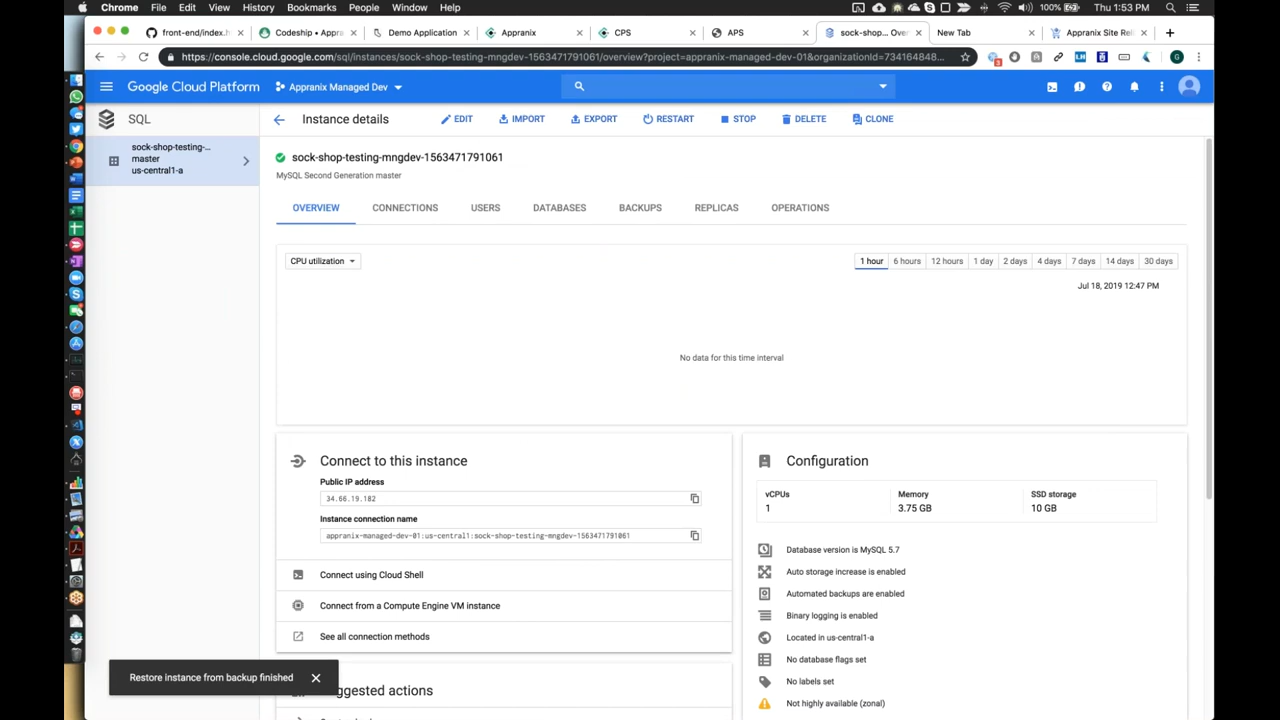 Chrome File Edit View History Bookmarks People Window Help
100% Thu 1:53 PM
front-end/index.h
Codeship – Appra
Demo Application
Appranix
CPS
APS
sock-shop... Over
New Tab
Appranix Site Reli
https://console.cloud.google.com/sql/instances/sock-shop-testing-mngdev-1563471791061/overview?project=appranix-managed-dev-01&organizationId=734164848...
Google Cloud Platform
Appranix Managed Dev
SQL
Instance details
EDIT
IMPORT
EXPORT
RESTART
STOP
DELETE
CLONE
sock-shop-testing-...
master
us-central1-a
sock-shop-testing-mngdev-1563471791061
MySQL Second Generation master
OVERVIEW
CONNECTIONS
USERS
DATABASES
BACKUPS
REPLICAS
OPERATIONS
CPU utilization
1 hour
6 hours
12 hours
1 day
2 days
4 days
7 days
14 days
30 days
Jul 18, 2019 12:47 PM
No data for this time interval
Connect to this instance
Public IP address
34.66.19.182
Instance connection name
appranix-managed-dev-01:us-central1:sock-shop-testing-mngdev-1563471791061
Connect using Cloud Shell
Connect from a Compute Engine VM instance
See all connection methods
Configuration
vCPUs
Memory
SSD storage
1
3.75 GB
10 GB
Database version is MySQL 5.7
Auto storage increase is enabled
Automated backups are enabled
Binary logging is enabled
Located in us-central1-a
No database flags set
No labels set
Not highly available (zonal)
Restore instance from backup finished
ggested actions